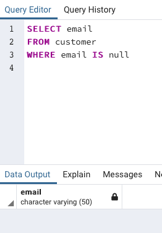 Query Editor Query History
1 SELECT email
2 FROM customer
3 WHERE email IS null
4
Data Output Explain Messages N
email
character varying (50)